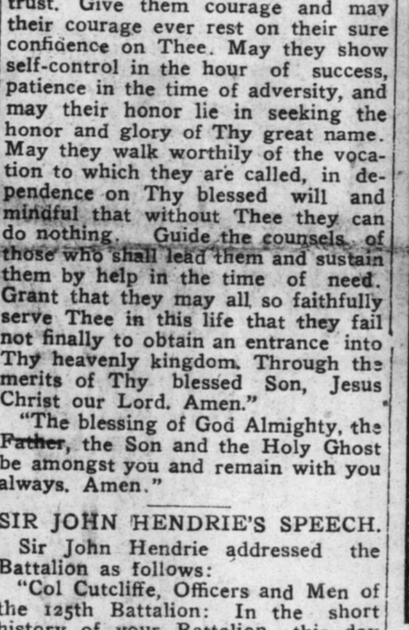 trust. Give them courage and may
their courage ever rest on their sure
confidence on Thee. May they show
self-control in the hour of success,
patience in the time of adversity, and
may their honor lie in seeking the
honor and glory of Thy great name.
May they walk worthily of the voca-
tion to which they are called, in de-
pendence on Thy blessed will and
mindful that without Thee they can
do nothing. Guide the counsels of
those who shall lead them and sustain
them by help in the time of need.
Grant that they may all so faithfully
serve Thee in this life that they fail
not finally to obtain an entrance into
Thy heavenly kingdom. Through the
merits of Thy blessed Son, Jesus
Christ our Lord. Amen."
"The blessing of God Almighty, the
Father, the Son and the Holy Ghost
be amongst you and remain with you
always. Amen."
SIR JOHN HENDRIE'S SPEECH.
Sir John Hendrie addressed the
Battalion as follows:
"Col Cutcliffe, Officers and Men of
the 125th Battalion: In the short
history of your Battalion, this day